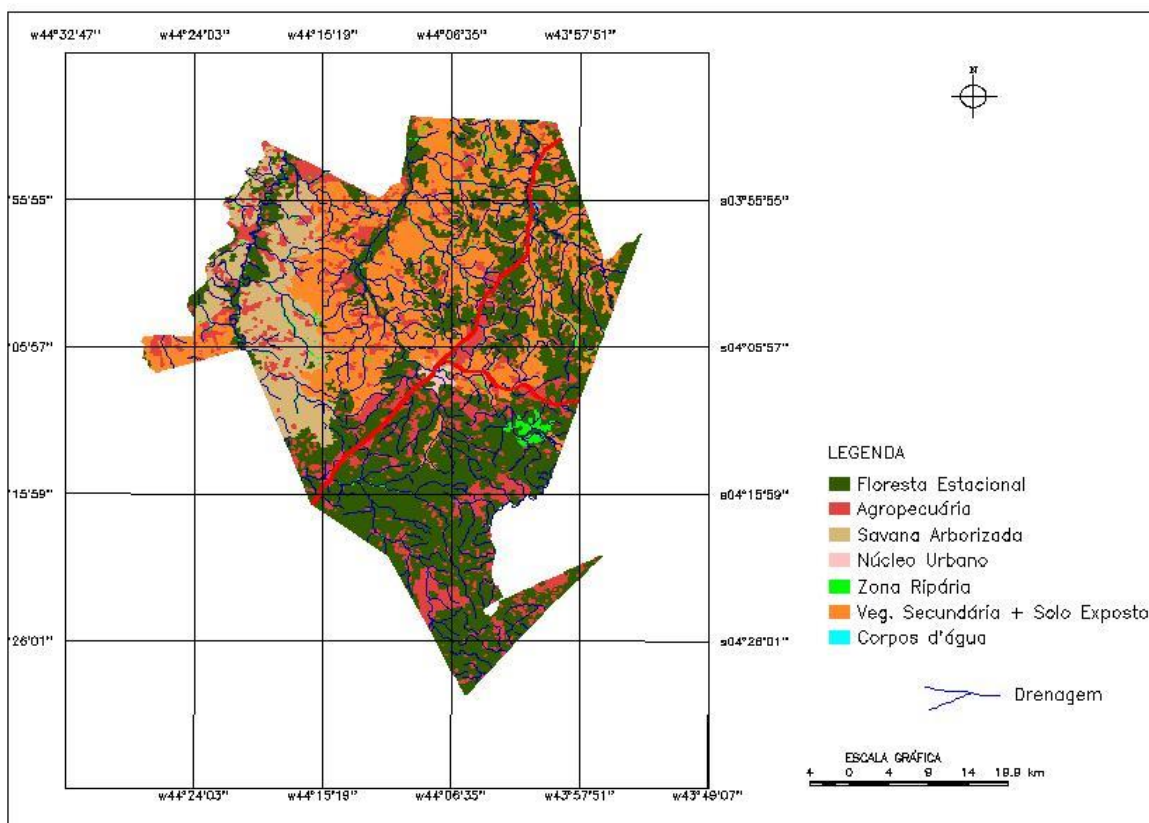 w44°32'47" w44°24'03" w44°15'19" w44°06'35" w43°57'51"
N
'55'55" s03°55'55"
'05'57" s04°05'57"
'15'59" s04°15'59"
'26'01" s04°26'01"
w44°24'03" w44°15'19" w44°06'35" w43°57'51" w43°49'07"
LEGENDA
Floresta Estacional
Agropecuária
Savana Arborizada
Núcleo Urbano
Zona Ripária
Veg. Secundária + Solo Exposto
Corpos d'água
Drenagem
ESCALA GRÁFICA
4 0 4 9 14 18.9 km